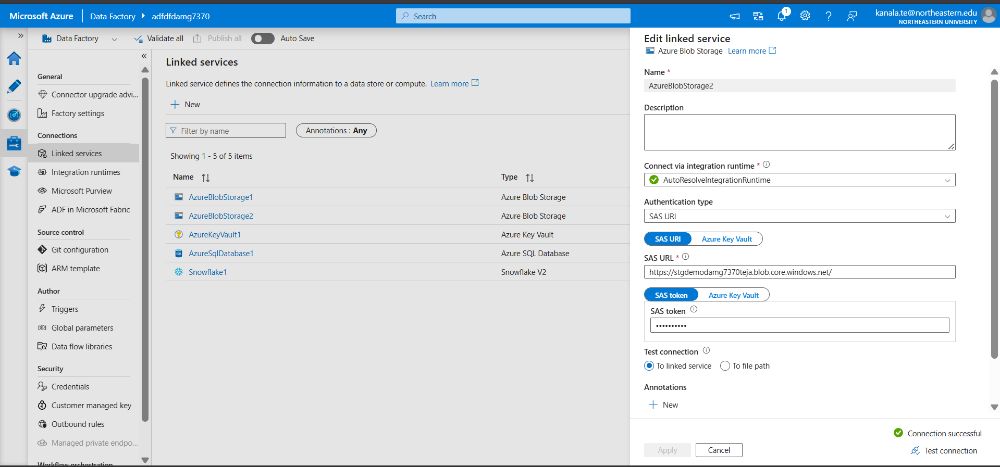 Microsoft Azure
Data Factory
adfdfdamg7370
Search
1
kanala.te@northeastern.edu
NORTHEASTERN UNIVERSITY
Data Factory
Validate all
Publish all
Auto Save
General
Connector upgrade advi...
Factory settings
Connections
Linked services
Integration runtimes
Microsoft Purview
ADF in Microsoft Fabric
Source control
Git configuration
ARM template
Author
Triggers
Global parameters
Data flow libraries
Security
Credentials
Customer managed key
Outbound rules
Managed private endpo...
Workflow orchestration
Linked services
Linked service defines the connection information to a data store or compute. Learn more
New
Filter by name
Annotations : Any
Showing 1 - 5 of 5 items
Name Type
AzureBlobStorage1 Azure Blob Storage
AzureBlobStorage2 Azure Blob Storage
AzureKeyVault1 Azure Key Vault
SQL AzureSqlDatabase1 Azure SQL Database
Snowflake1 Snowflake V2
Edit linked service
Azure Blob Storage Learn more
Name *
AzureBlobStorage2
Description
Connect via integration runtime *
AutoResolveIntegrationRuntime
Authentication type
SAS URI
SAS URI Azure Key Vault
SAS URL *
https://stgdemodamg7370teja.blob.core.windows.net/
SAS token Azure Key Vault
SAS token
••••••••••
Test connection
To linked service To file path
Annotations
New
Connection successful
Apply Cancel
Test connection